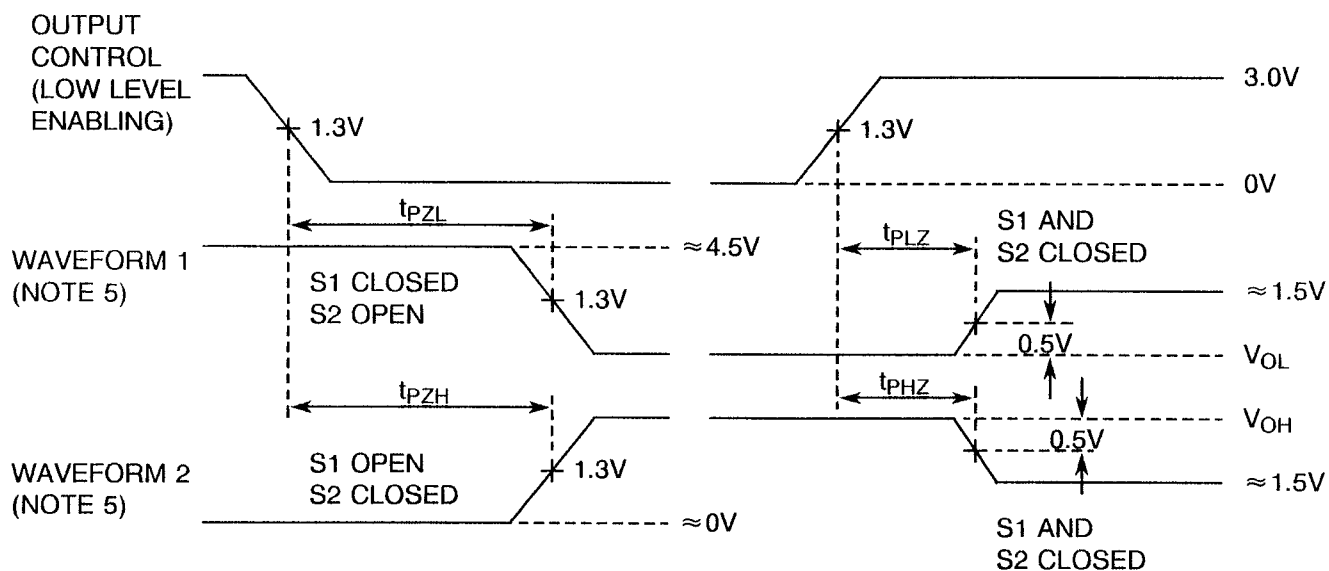 OUTPUT
CONTROL
(LOW LEVEL
ENABLING)
1.3V
1.3V
3.0V
0V
tPZL
≈4.5V
tPLZ
S1 AND
S2 CLOSED
WAVEFORM 1
(NOTE 5)
S1 CLOSED
S2 OPEN
1.3V
≈1.5V
0.5V
VOL
tPZH
tPHZ
VOH
0.5V
WAVEFORM 2
(NOTE 5)
S1 OPEN
S2 CLOSED
1.3V
≈1.5V
≈0V
S1 AND
S2 CLOSED